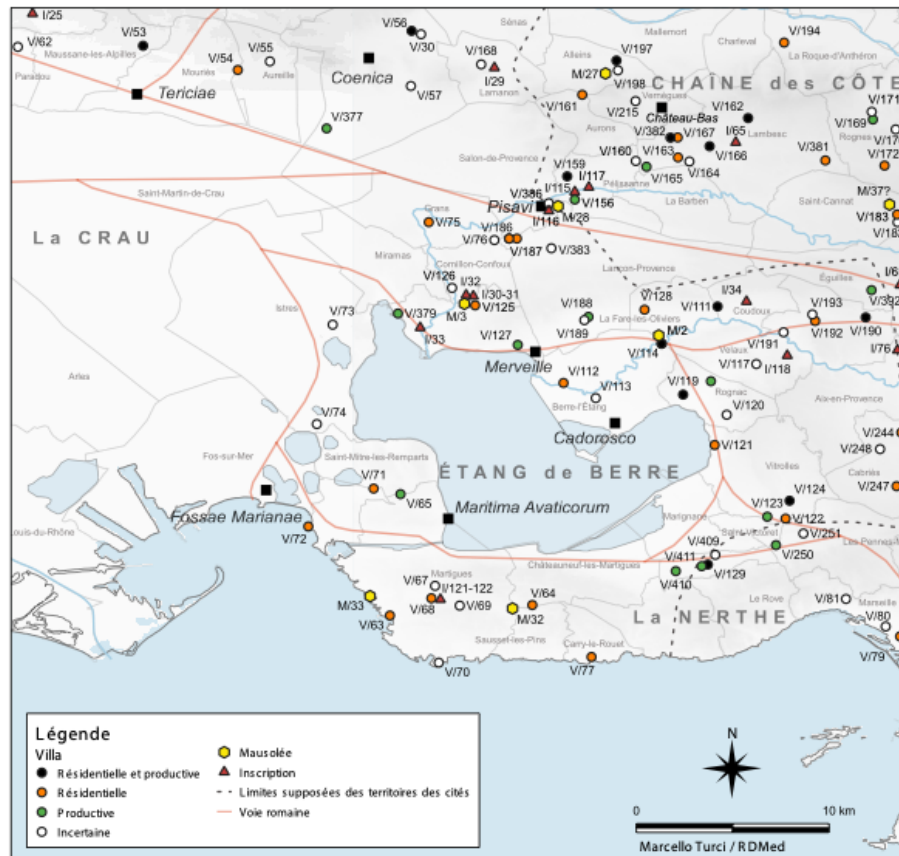 I/25
V/62
V/53
Maussane-les-Alpilles
Paradou
V/54
V/55
Mouriès
Aureille
Tericiae
V/56
V/30
Coenica
V/57
V/377
Sénas
V/168
I/29
Lamanon
Alleins
Mallemort
V/197
M/27
V/198
V/161
V/215
Vernègues
Charleval
V/194
La Roque-d'Anthéron
CHAÎNE des CÔTE
Château-Bas
V/162
V/382
V/167
I/65
Lambesc
Aurons
V/160
V/163
V/165
V/164
V/166
V/381
V/171
V/169
Rognes
V/172
Salon-de-Provence
V/159
I/117
Pélissanne
V/386
I/115
Pisavi
V/156
I/116
M/28
La Barben
Saint-Cannat
M/37?
V/183
Saint-Martin-de-Crau
La CRAU
Grans
V/75
V/186
V/76
V/187
V/383
Miramas
Cornillon-Confoux
Lançon-Provence
V/126
I/32
I/30-31
V/125
M/3
Istres
V/73
V/379
I/33
V/127
V/188
V/189
Merveille
V/128
La Fare-les-Oliviers
M/2
V/114
V/111
I/34
Coudoux
Éguilles
V/392
V/193
V/192
V/190
V/191
Velaux
V/117
I/118
I/76
Arles
V/112
V/113
Berre-l'Étang
Cadorosco
V/119
Rognac
V/120
Aix-en-Provence
V/74
V/121
V/244
V/248
Cabriès
Fos-sur-Mer
Saint-Mitre-les-Remparts
ÉTANG de BERRE
Vitrolles
V/71
V/65
Fossae Marianae
Maritima Avaticorum
V/72
V/124
V/247
V/123
V/122
Marignane
Saint-Victoret
V/251
V/250
Les Pennes-M
V/409
V/411
V/129
V/410
Châteauneuf-les-Martigues
Martigues
V/67
I/121-122
V/68
V/69
V/64
M/33
V/63
M/32
La NERTHE
Le Rove
V/81
Marseille
V/80
V/79
Sausset-les-Pins
Carry-le-Rouet
V/70
V/77
Légende
Villa
Résidentielle et productive
Résidentielle
Productive
Incertaine
Mausolée
Inscription
Limites supposées des territoires des cités
Voie romaine
N
0 10 km
Marcello Turci / RDMed